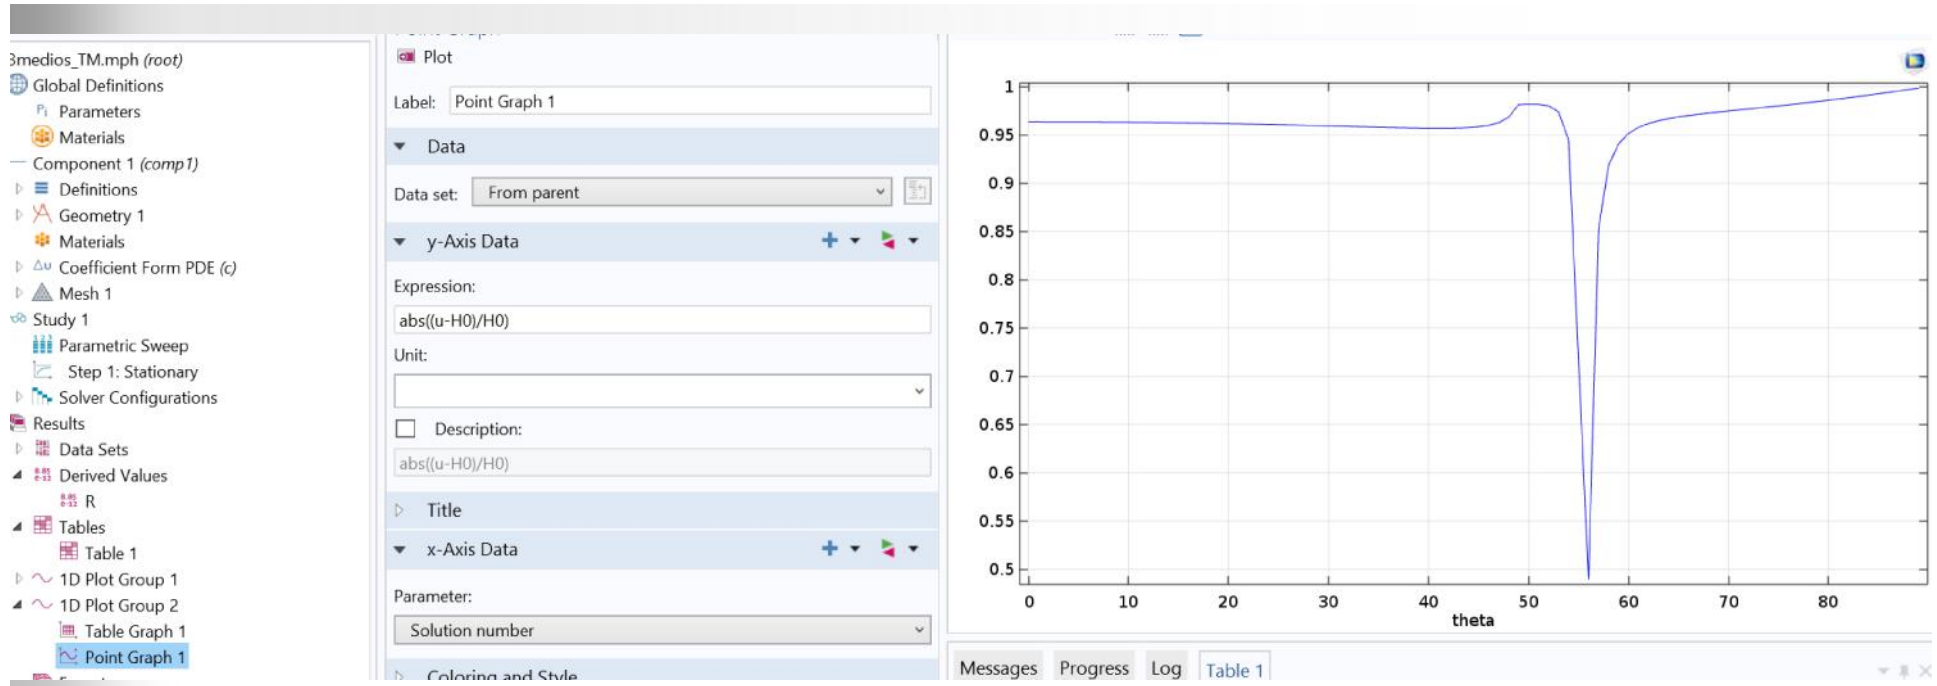 3medios_TM.mph (root)
Global Definitions
Pi Parameters
Materials
Component 1 (comp1)
Definitions
Geometry 1
Materials
Δu Coefficient Form PDE (c)
Mesh 1
Study 1
Parametric Sweep
Step 1: Stationary
Solver Configurations
Results
Data Sets
Derived Values
R
Tables
Table 1
1D Plot Group 1
1D Plot Group 2
Table Graph 1
Point Graph 1
Plot
Label: Point Graph 1
Data
Data set: From parent
y-Axis Data
Expression:
abs((u-H0)/H0)
Unit:
Description:
abs((u-H0)/H0)
Title
x-Axis Data
Parameter:
Solution number
Coloring and Style
1
0.95
0.9
0.85
0.8
0.75
0.7
0.65
0.6
0.55
0.5
0 10 20 30 40 50 60 70 80
theta
Messages Progress Log Table 1